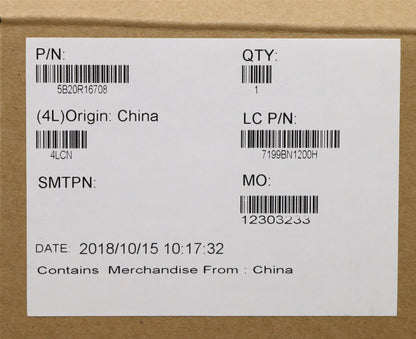 P/N:
QTY:
5B20R16708
1
(4L)Origin: China
LC P/N:
4LCN
7199BN1200H
SMTPN:
MO:
12303233
DATE: 2018/10/15 10:17:32
Contains Merchandise From : China